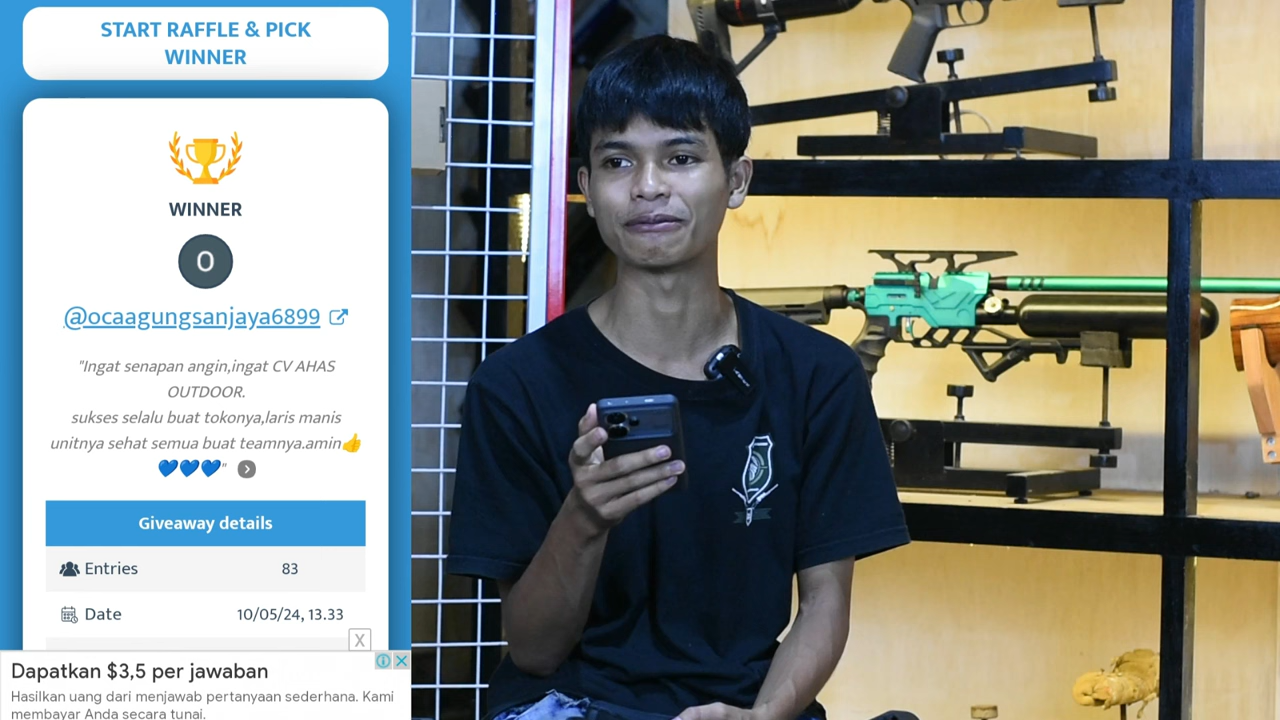 START RAFFLE & PICK
WINNER
WINNER
O
@ocaagungsanjaya6899
"Ingat senapan angin,ingat CV AHAS
OUTDOOR.
sukses selalu buat tokonya,laris manis
unitnya sehat semua buat teamnya.amin👍
💙💙💙"
Giveaway details
Entries 83
Date 10/05/24, 13.33
X
Dapatkan $3,5 per jawaban
Hasilkan uang dari menjawab pertanyaan sederhana. Kami
membayar Anda secara tunai.